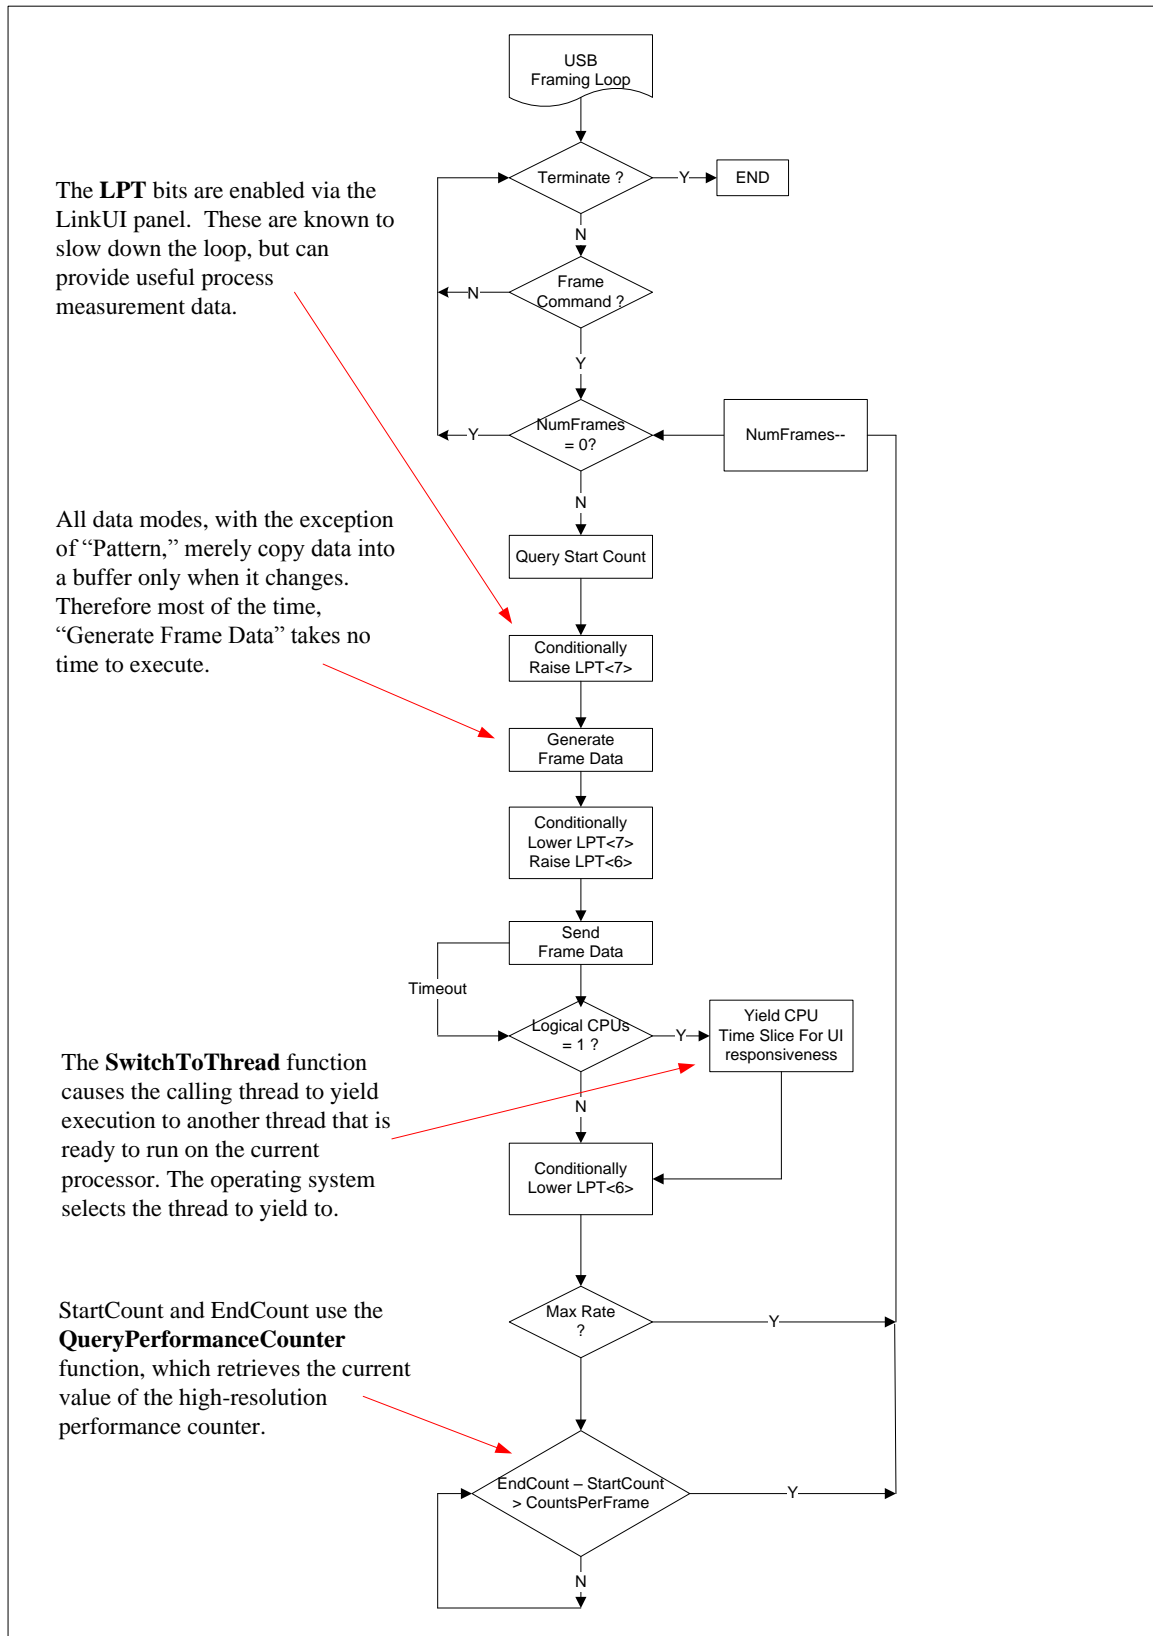 USB
Framing Loop
Terminate ?
Y
END
N
The LPT bits are enabled via the
LinkUI panel.  These are known to
slow down the loop, but can
provide useful process
measurement data.
Frame
Command ?
N
Y
NumFrames
= 0?
Y
NumFrames--
N
All data modes, with the exception
of “Pattern,” merely copy data into
a buffer only when it changes.
Therefore most of the time,
“Generate Frame Data” takes no
time to execute.
Query Start Count
Conditionally
Raise LPT<7>
Generate
Frame Data
Conditionally
Lower LPT<7>
Raise LPT<6>
Send
Frame Data
Timeout
Logical CPUs
= 1 ?
Y
Yield CPU
Time Slice For UI
responsiveness
N
The SwitchToThread function
causes the calling thread to yield
execution to another thread that is
ready to run on the current
processor. The operating system
selects the thread to yield to.
Conditionally
Lower LPT<6>
Max Rate
?
Y
StartCount and EndCount use the
QueryPerformanceCounter
function, which retrieves the current
value of the high-resolution
performance counter.
EndCount – StartCount
> CountsPerFrame
Y
N